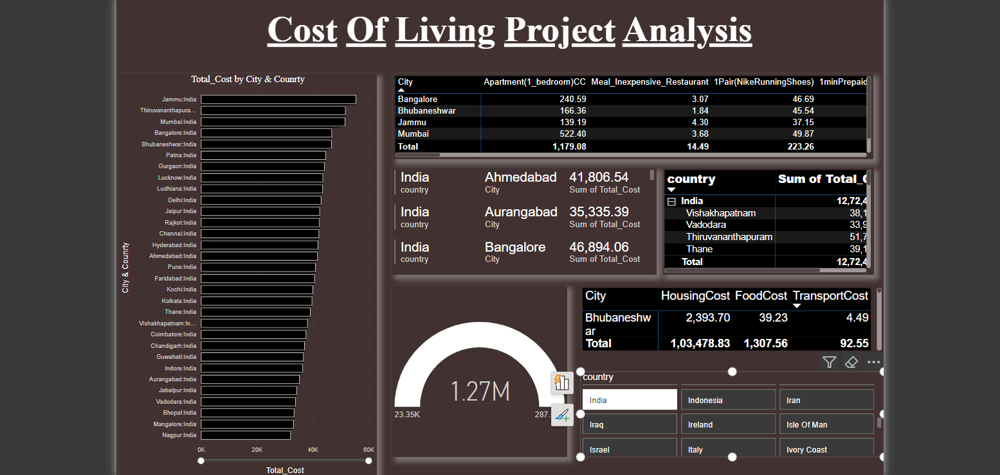 Cost Of Living Project Analysis
Total_Cost by City & Counrty
City & Counrty
Jammu:India
Thiruvananthapura...
Mumbai:India
Bangalore:India
Bhubaneshwar:India
Patna:India
Gurgaon:India
Lucknow:India
Ludhiana:India
Delhi:India
Jaipur:India
Rajkot:India
Chennai:India
Hyderabad:India
Ahmedabad:India
Pune:India
Faridabad:India
Kochi:India
Kolkata:India
Thane:India
Vishakhapatnam:In...
Coimbatore:India
Chandigarh:India
Guwahati:India
Indore:India
Aurangabad:India
Jabalpur:India
Vadodara:India
Bhopal:India
Mangalore:India
Nagpur:India
0K 20K 40K 60K
Total_Cost
City Apartment(1_bedroom)CC Meal_Inexpensive_Restaurant 1Pair(NikeRunningShoes) 1minPrepaid
Bangalore 240.59 3.07 46.69
Bhubaneshwar 166.36 1.84 45.54
Jammu 139.19 4.30 37.15
Mumbai 522.40 3.68 49.87
Total 1,179.08 14.49 223.26
India Ahmedabad 41,806.54
country City Sum of Total_Cost
India Aurangabad 35,335.39
country City Sum of Total_Cost
India Bangalore 46,894.06
country City Sum of Total_Cost
country Sum of Total_C
India 12,72,4
Vishakhapatnam 38,1
Vadodara 33,9
Thiruvananthapuram 51,7
Thane 39,1
Total 12,72,4
1.27M
23.35K 287.
City HousingCost FoodCost TransportCost
Bhubaneshw 2,393.70 39.23 4.49
ar
Total 1,03,478.83 1,307.56 92.55
country
India Indonesia Iran
Iraq Ireland Isle Of Man
Israel Italy Ivory Coast